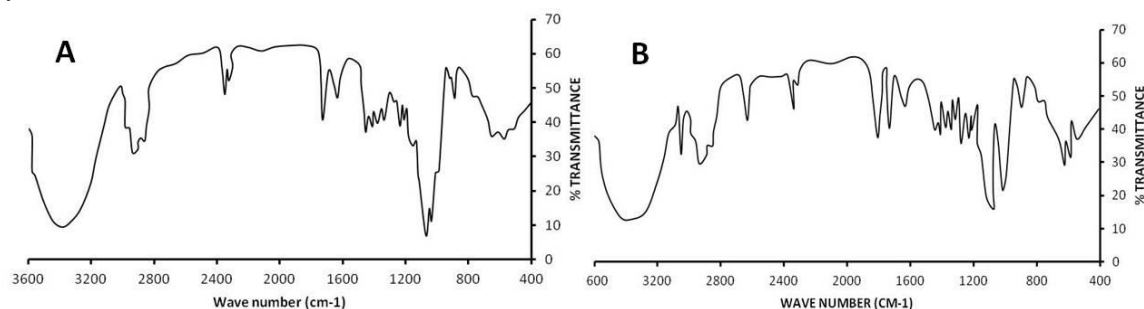 A
70
60
50
40
30
20
10
0
% TRANSMITTANCE
3600 3200 2800 2400 2000 1600 1200 800 400
Wave number (cm-1)
B
70
60
50
40
30
20
10
0
% TRANSMITTANCE
600 3200 2800 2400 2000 1600 1200 800 400
WAVE NUMBER (CM-1)